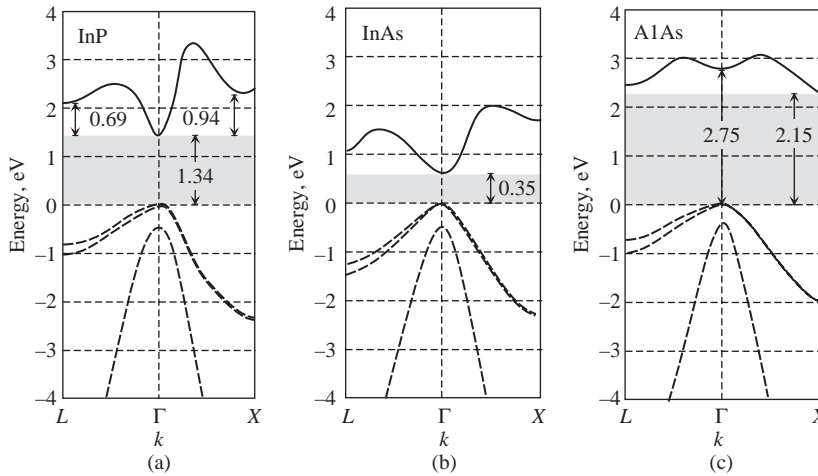 InP
4
3
2
1
0
–1
–2
–3
–4
Energy, eV
0.69
0.94
1.34
L
Γ
X
k
(a)
InAs
4
3
2
1
0
–1
–2
–3
–4
Energy, eV
0.35
L
Γ
X
k
(b)
A1As
4
3
2
1
0
–1
–2
–3
–4
Energy, eV
2.75
2.15
L
Γ
X
k
(c)